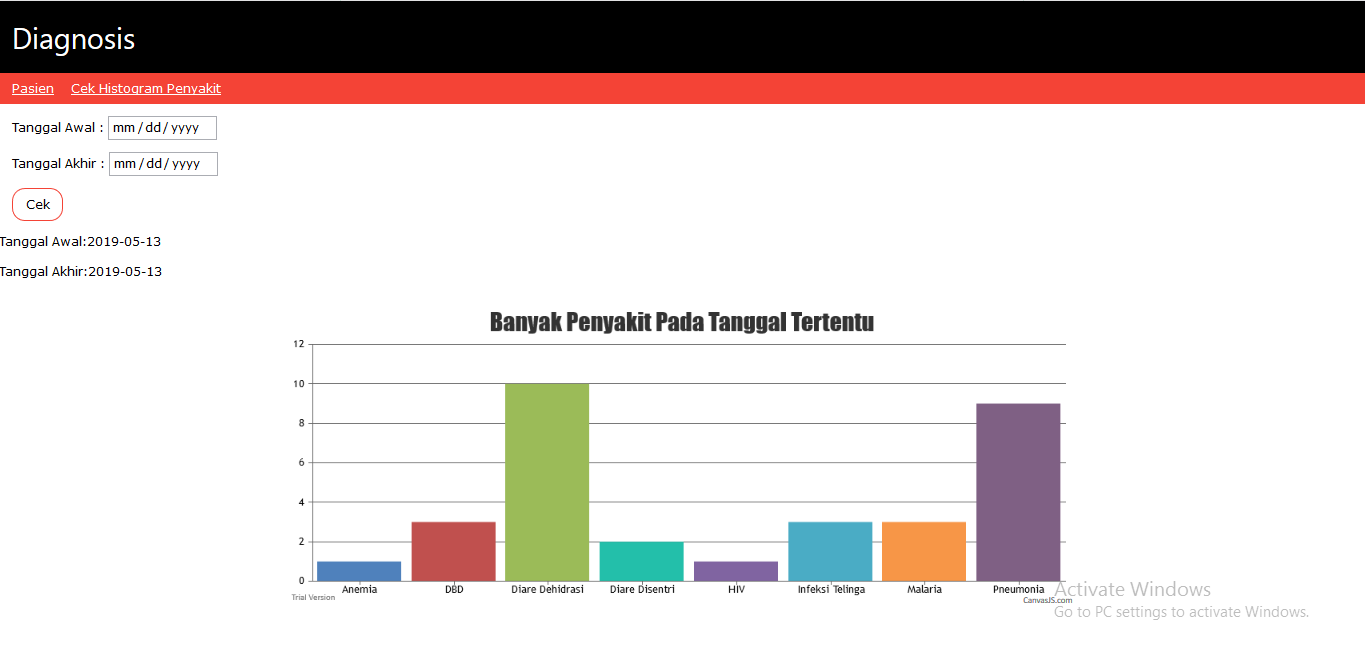 Diagnosis
Pasien Cek Histogram Penyakit
Tanggal Awal : mm/dd/yyyy
Tanggal Akhir : mm/dd/yyyy
Cek
Tanggal Awal:2019-05-13
Tanggal Akhir:2019-05-13
Banyak Penyakit Pada Tanggal Tertentu
12
10
8
6
4
2
0
Anemia DBD Diare Dehidrasi Diare Disentri HIV Infeksi Telinga Malaria Pneumonia
Trial Version CanvasJS.com
Activate Windows
Go to PC settings to activate Windows.